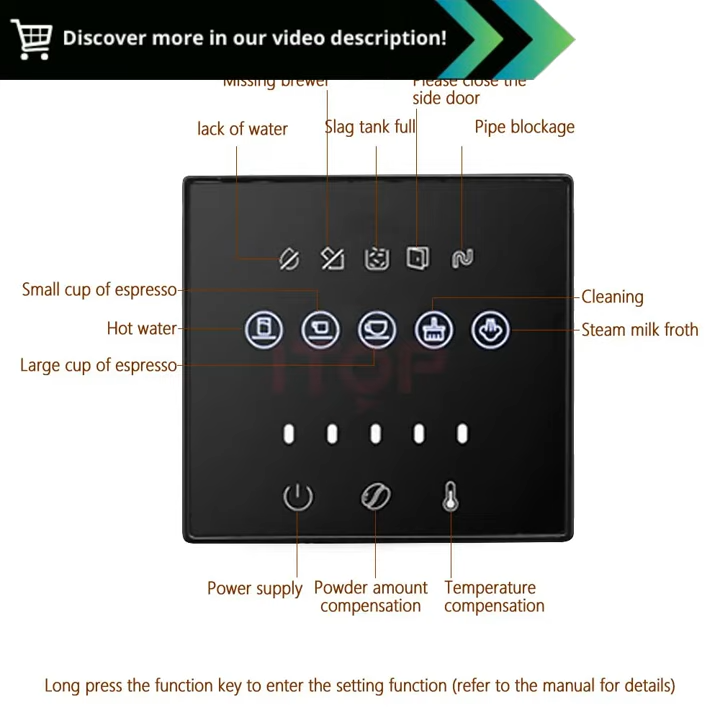 Discover more in our video description!
Missing brewer
Please close the
side door
lack of water
Slag tank full
Pipe blockage
Small cup of espresso
Cleaning
Hot water
Steam milk froth
Large cup of espresso
ITOP
Power supply
Powder amount
compensation
Temperature
compensation
Long press the function key to enter the setting function (refer to the manual for details)